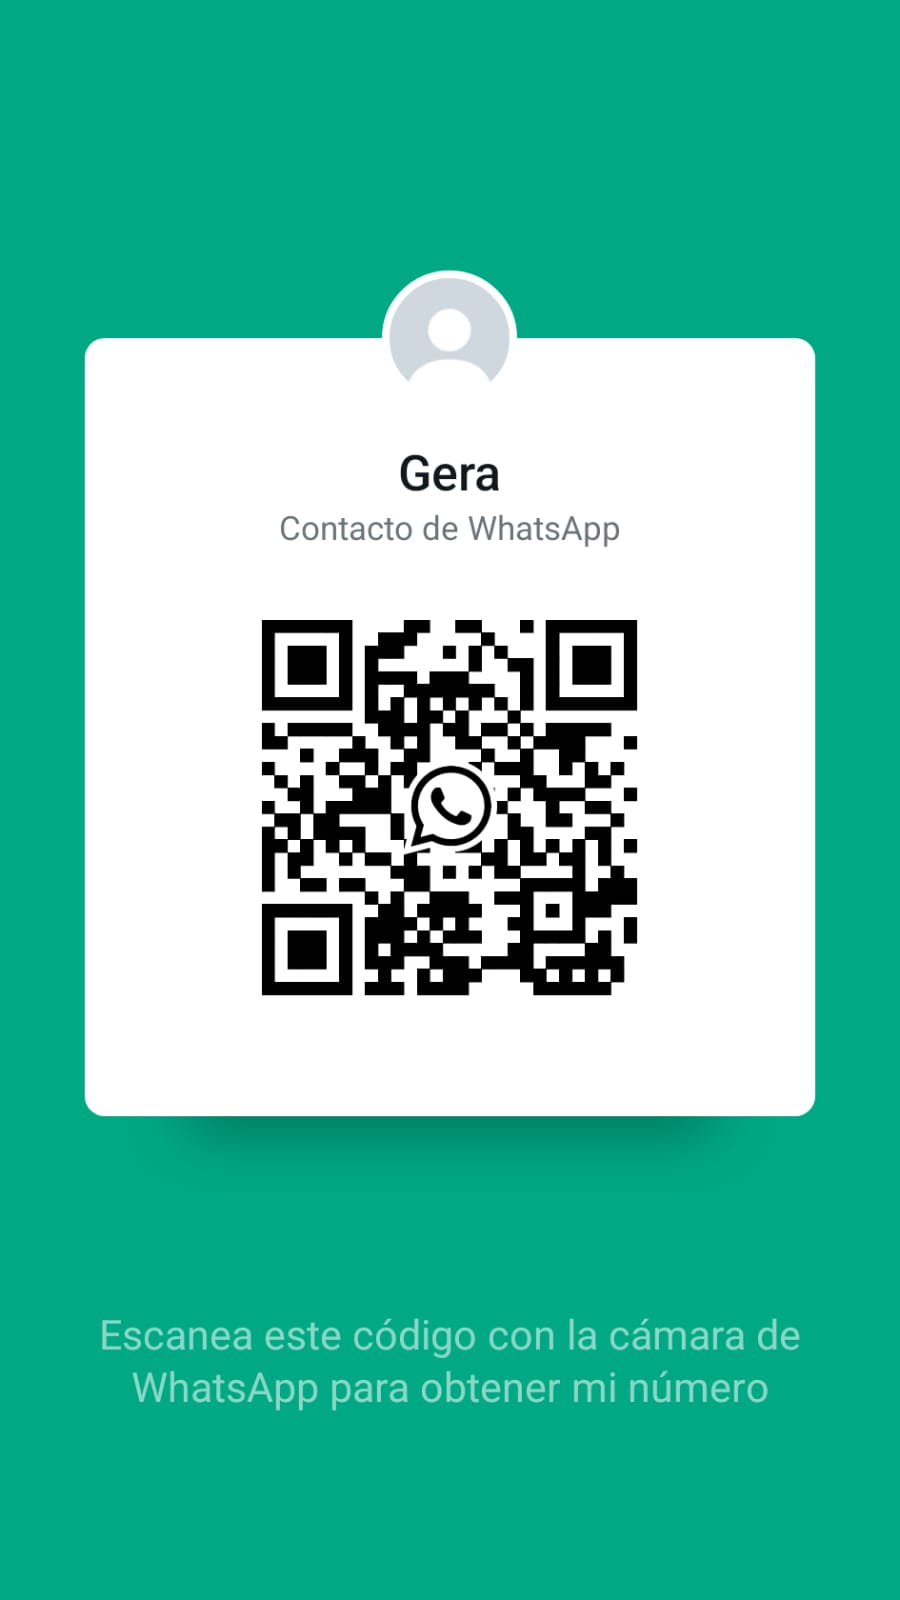 Gera
Contacto de WhatsApp
Escanea este código con la cámara de
WhatsApp para obtener mi número